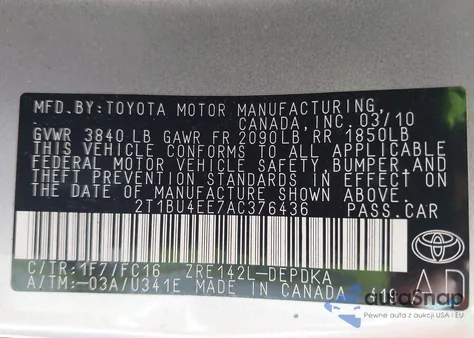 MFD.BY:TOYOTA MOTOR MANUFACTURING,
CANADA,INC.03/10
GVWR 3840 LB GAWR FR 2090LB RR 1850LB
THIS VEHICLE CONFORMS TO ALL APPLICABLE
FEDERAL MOTOR VEHICLE SAFETY, BUMPER,AND
THEFT PREVENTION STANDARDS IN EFFECT ON
THE DATE OF MANUFACTURE SHOWN ABOVE.
2T1BU4EE7AC376436 PASS.CAR
C/TR:1F7/FC16 ZRE142L-DEPDKA
A/TM:-03A/U341E MADE IN CANADA 419 AD
autoSnap
Pewne auta z aukcji USA i EU